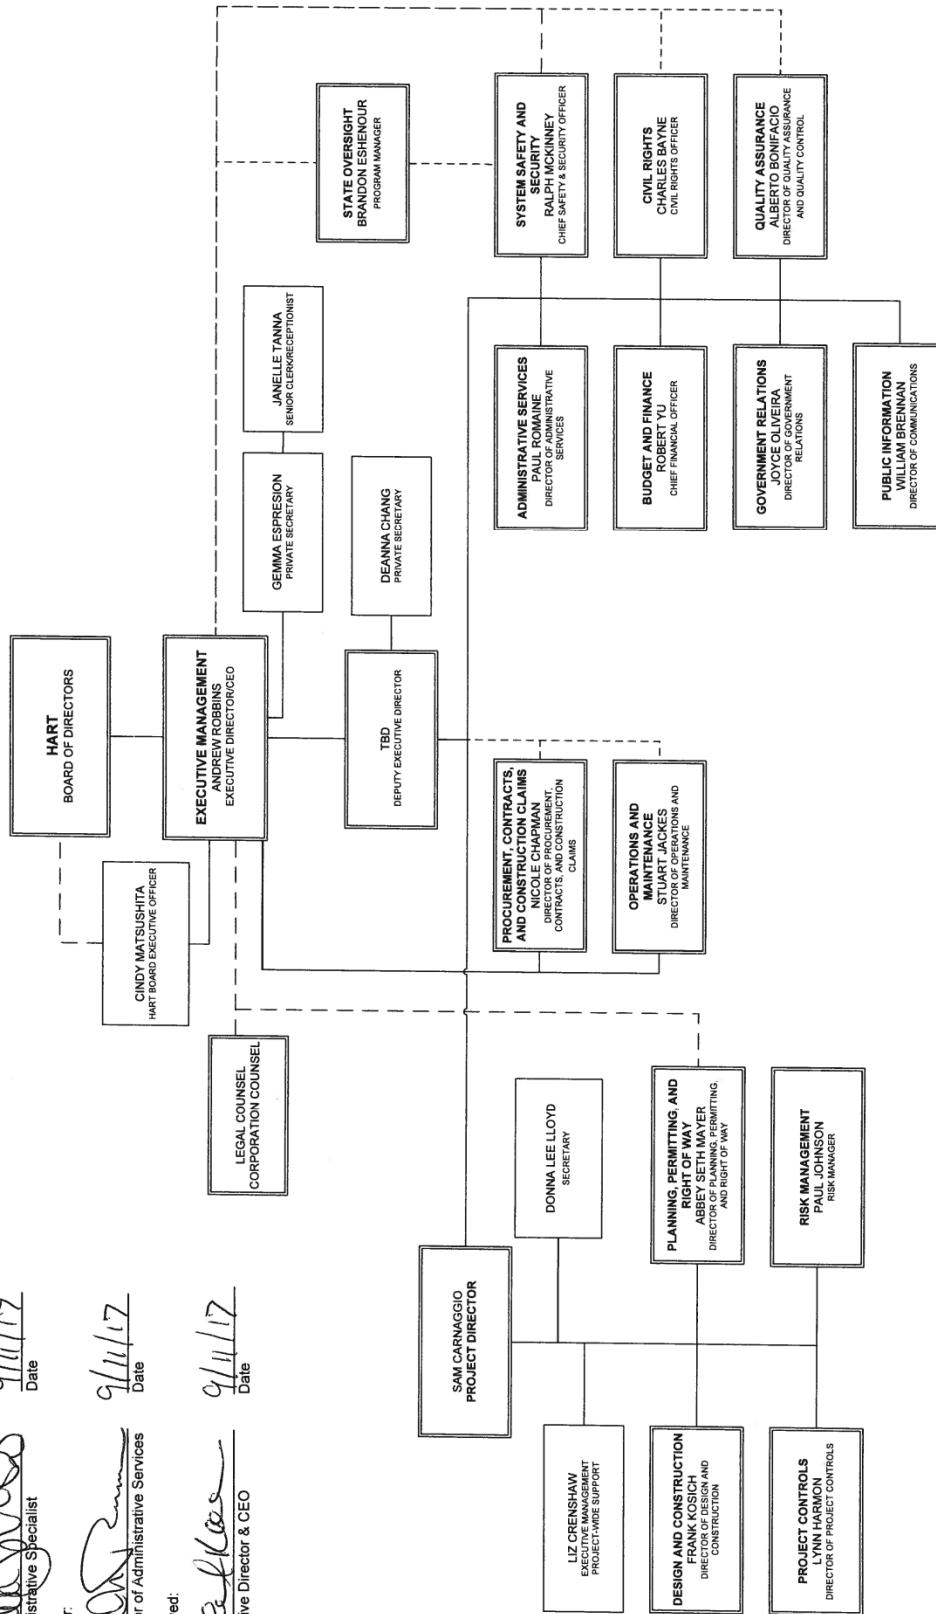 HART
BOARD OF DIRECTORS
CINDY MATSUSHITA
HART BOARD EXECUTIVE OFFICER
EXECUTIVE MANAGEMENT
ANDREW ROBBINS
EXECUTIVE DIRECTOR/CEO
LEGAL COUNSEL
CORPORATION COUNSEL
GEMMA ESPRESION
PRIVATE SECRETARY
JANELLE TANNA
SENIOR CLERK/RECEPTIONIST
TBD
DEPUTY EXECUTIVE DIRECTOR
DEANNA CHANG
PRIVATE SECRETARY
STATE OVERSIGHT
BRANDON ESHENOUR
PROGRAM MANAGER
SAM CARNAGGIO
PROJECT DIRECTOR
LIZ CRENSHAW
EXECUTIVE MANAGEMENT
PROJECT-WIDE SUPPORT
DONNA LEE LLOYD
SECRETARY
PROCUREMENT, CONTRACTS,
AND CONSTRUCTION CLAIMS
NICOLE CHAPMAN
DIRECTOR OF PROCUREMENT,
CONTRACTS, AND CONSTRUCTION
CLAIMS
ADMINISTRATIVE SERVICES
PAUL ROMAINE
DIRECTOR OF ADMINISTRATIVE
SERVICES
SYSTEM SAFETY AND
SECURITY
RALPH MCKINNEY
CHIEF SAFETY & SECURITY OFFICER
DESIGN AND CONSTRUCTION
FRANK KOSICH
DIRECTOR OF DESIGN AND
CONSTRUCTION
PLANNING, PERMITTING, AND
RIGHT OF WAY
ABBEY SETH MAYER
DIRECTOR OF PLANNING, PERMITTING,
AND RIGHT OF WAY
OPERATIONS AND
MAINTENANCE
STUART JACKES
DIRECTOR OF OPERATIONS AND
MAINTENANCE
BUDGET AND FINANCE
ROBERT YU
CHIEF FINANCIAL OFFICER
CIVIL RIGHTS
CHARLES BAYNE
CIVIL RIGHTS OFFICER
PROJECT CONTROLS
LYNN HARMON
DIRECTOR OF PROJECT CONTROLS
RISK MANAGEMENT
PAUL JOHNSON
RISK MANAGER
GOVERNMENT RELATIONS
JOYCE OLIVEIRA
DIRECTOR OF GOVERNMENT
RELATIONS
QUALITY ASSURANCE
ALBERTO BONIFACIO
DIRECTOR OF QUALITY ASSURANCE
AND QUALITY CONTROL
PUBLIC INFORMATION
WILLIAM BRENNAN
DIRECTOR OF COMMUNICATIONS
9/11/17
istrative Specialist Date
r:
9/11/17
r of Administrative Services Date
ved:
9/11/17
ive Director & CEO Date